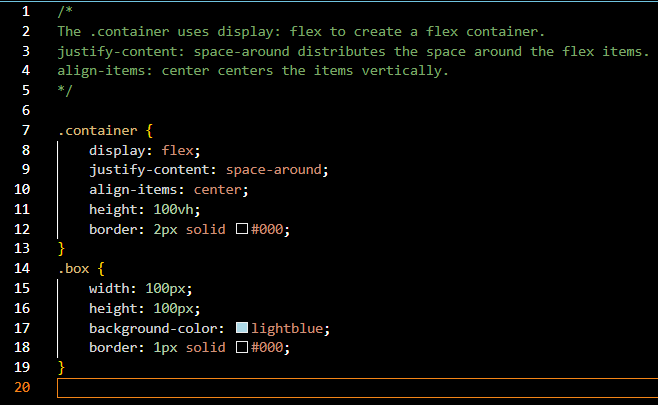 1 /*
2 The .container uses display: flex to create a flex container.
3 justify-content: space-around distributes the space around the flex items.
4 align-items: center centers the items vertically.
5 */
6
7 .container {
8     display: flex;
9     justify-content: space-around;
10     align-items: center;
11     height: 100vh;
12     border: 2px solid #000;
13 }
14 .box {
15     width: 100px;
16     height: 100px;
17     background-color: lightblue;
18     border: 1px solid #000;
19 }
20